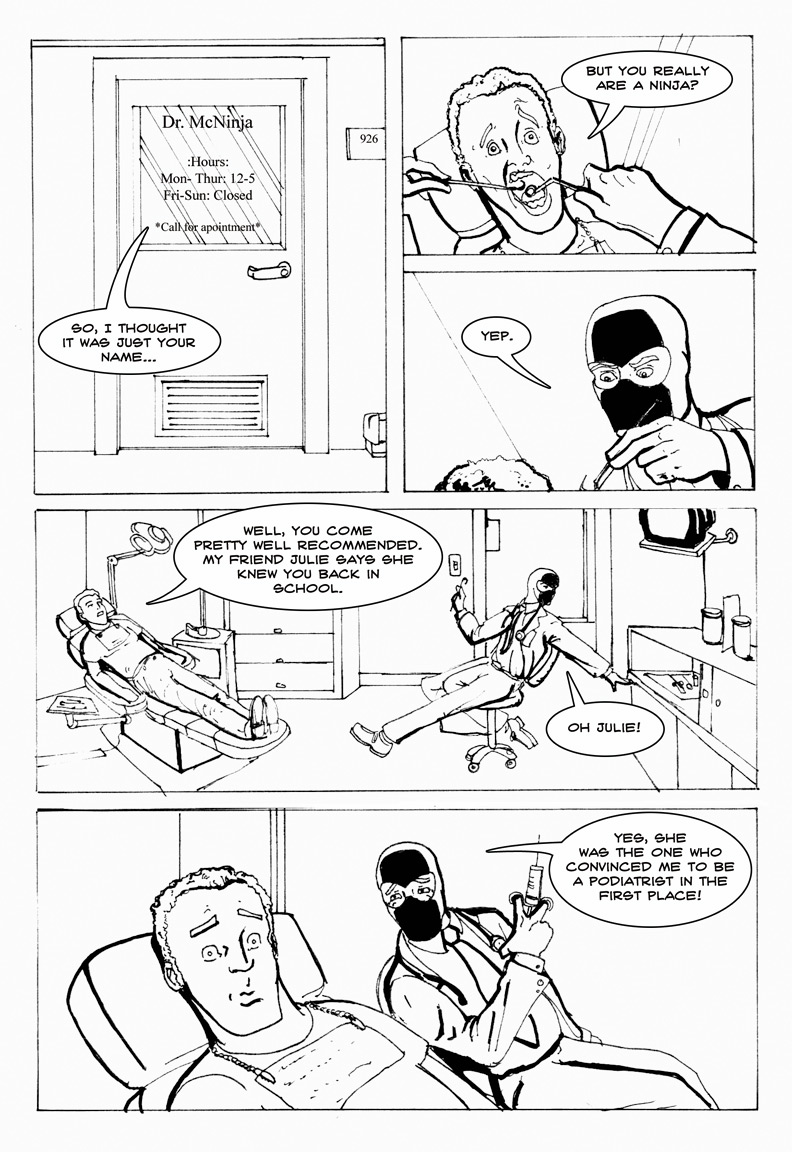 Dr. McNinja
:Hours:
Mon- Thur: 12-5
Fri-Sun: Closed
*Call for apointment*
926
SO, I THOUGHT
IT WAS JUST YOUR
NAME...
BUT YOU REALLY
ARE A NINJA?
YEP.
WELL, YOU COME
PRETTY WELL RECOMMENDED.
MY FRIEND JULIE SAYS SHE
KNEW YOU BACK IN
SCHOOL.
OH JULIE!
YES, SHE
WAS THE ONE WHO
CONVINCED ME TO BE
A PODIATRIST IN THE
FIRST PLACE!